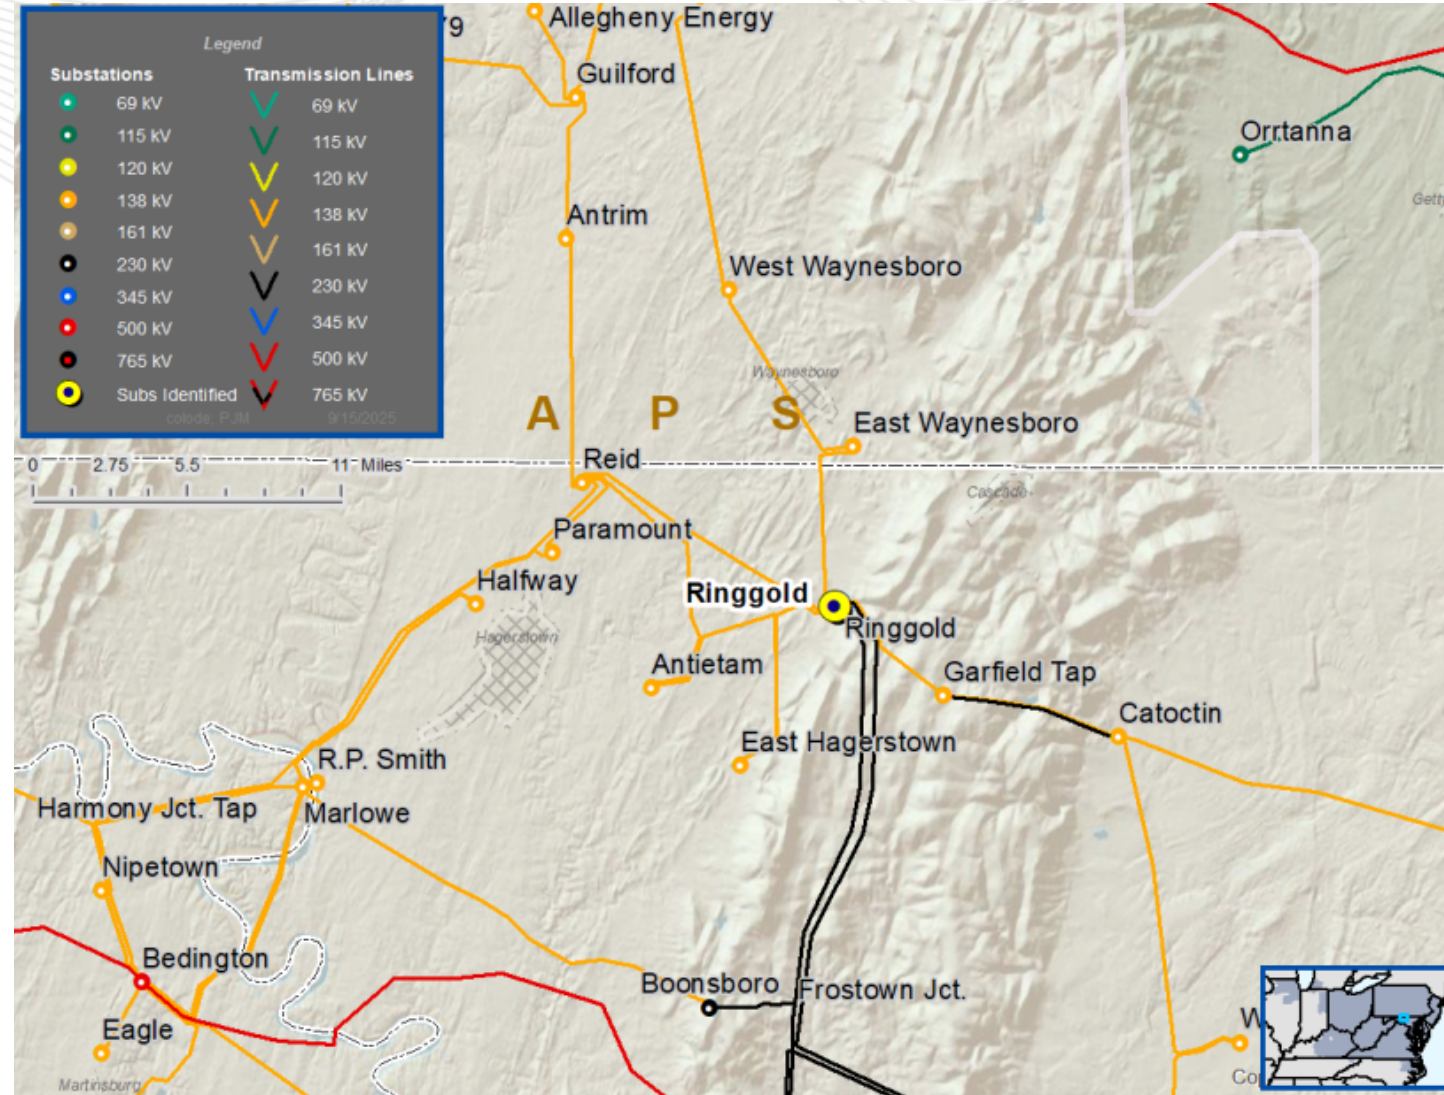 Legend
Substations Transmission Lines
69 kV 69 kV
115 kV 115 kV
120 kV 120 kV
138 kV 138 kV
161 kV 161 kV
230 kV 230 kV
345 kV 345 kV
500 kV 500 kV
765 kV 765 kV
Subs Identified
PJM 9/15/2025
0 2.75 5.5 11 Miles
Allegheny Energy
Guilford
Orrtanna
Antrim
West Waynesboro
Waynesboro
A P S
East Waynesboro
Reid
Cascade
Paramount
Halfway
Ringgold
Ringgold
Hagerstown
Antietam
Garfield Tap
Catoctin
East Hagerstown
R.P. Smith
Harmony Jct. Tap
Marlowe
Nipetown
Bedington
Boonsboro
Frostown Jct.
Eagle
Martinsburg